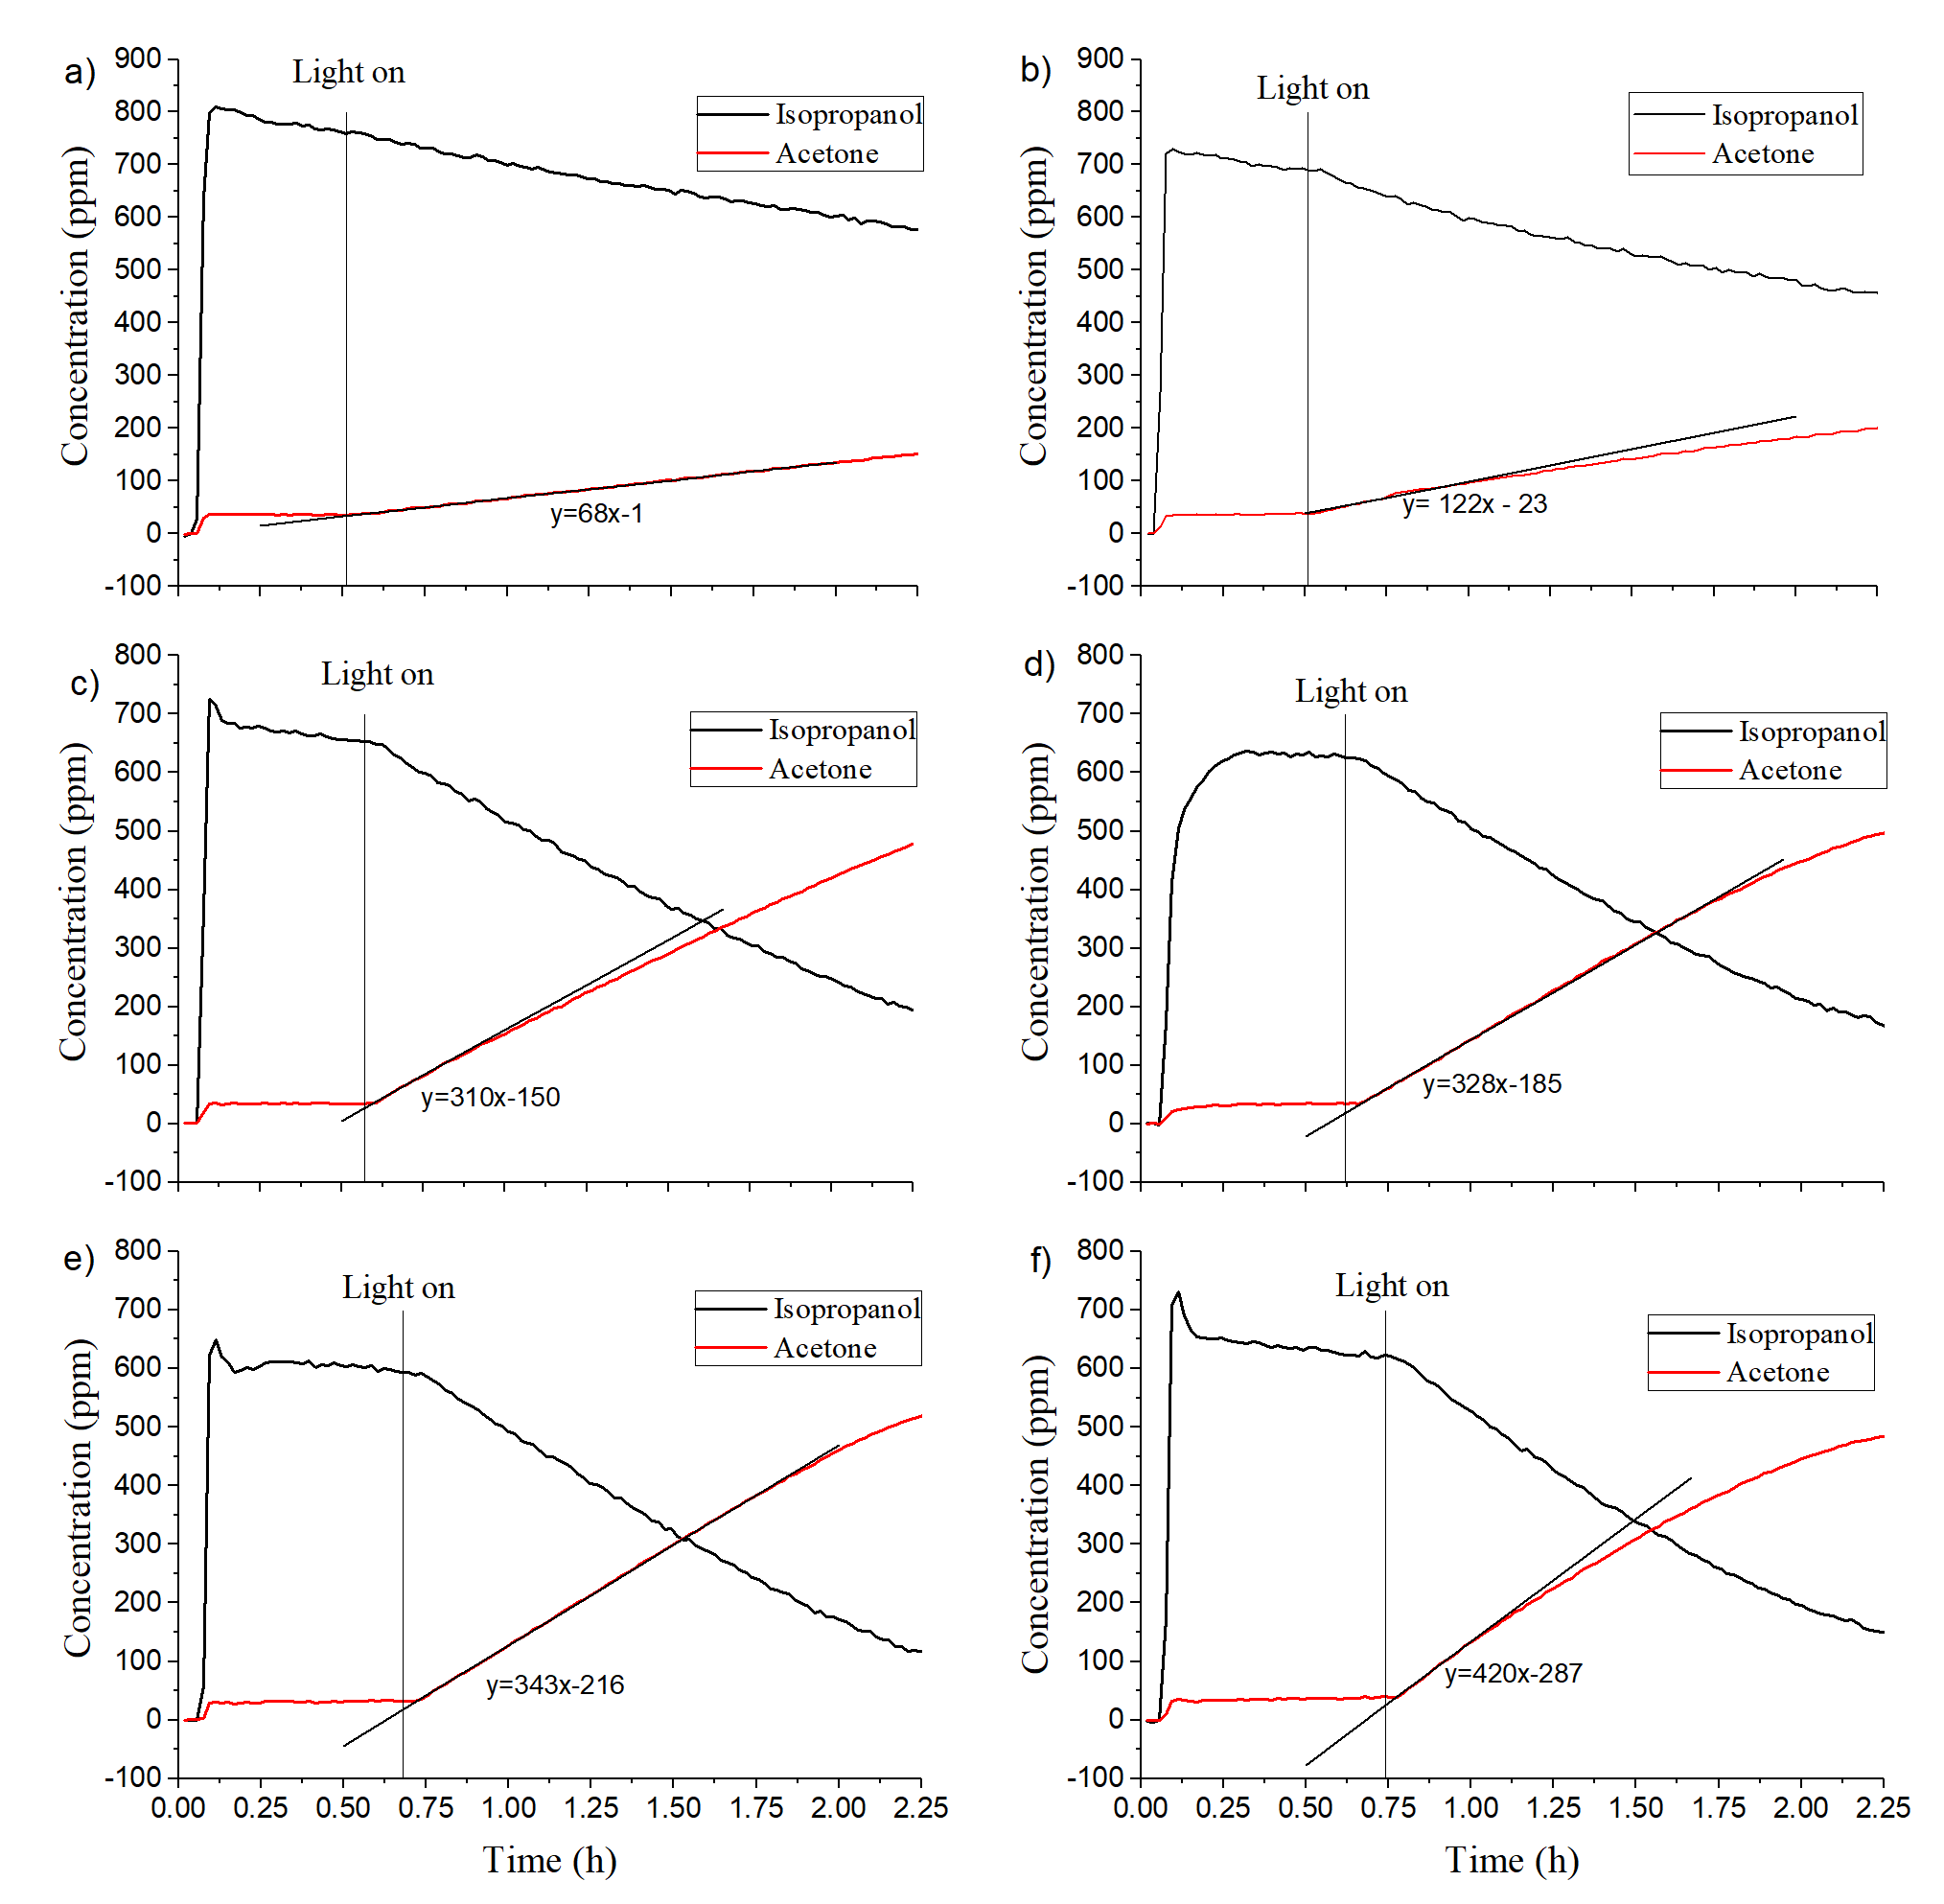 a)
Light on
Isopropanol
Acetone
900
800
700
600
500
400
300
200
100
0
-100
Concentration (ppm)
y=68x-1
b)
Light on
Isopropanol
Acetone
900
800
700
600
500
400
300
200
100
0
-100
Concentration (ppm)
y= 122x - 23
c)
Light on
Isopropanol
Acetone
800
700
600
500
400
300
200
100
0
-100
Concentration (ppm)
y=310x-150
d)
Light on
Isopropanol
Acetone
800
700
600
500
400
300
200
100
0
-100
Concentration (ppm)
y=328x-185
e)
Light on
Isopropanol
Acetone
800
700
600
500
400
300
200
100
0
-100
Concentration (ppm)
y=343x-216
0.00 0.25 0.50 0.75 1.00 1.25 1.50 1.75 2.00 2.25
Time (h)
f)
Light on
Isopropanol
Acetone
800
700
600
500
400
300
200
100
0
-100
Concentration (ppm)
y=420x-287
0.00 0.25 0.50 0.75 1.00 1.25 1.50 1.75 2.00 2.25
Time (h)